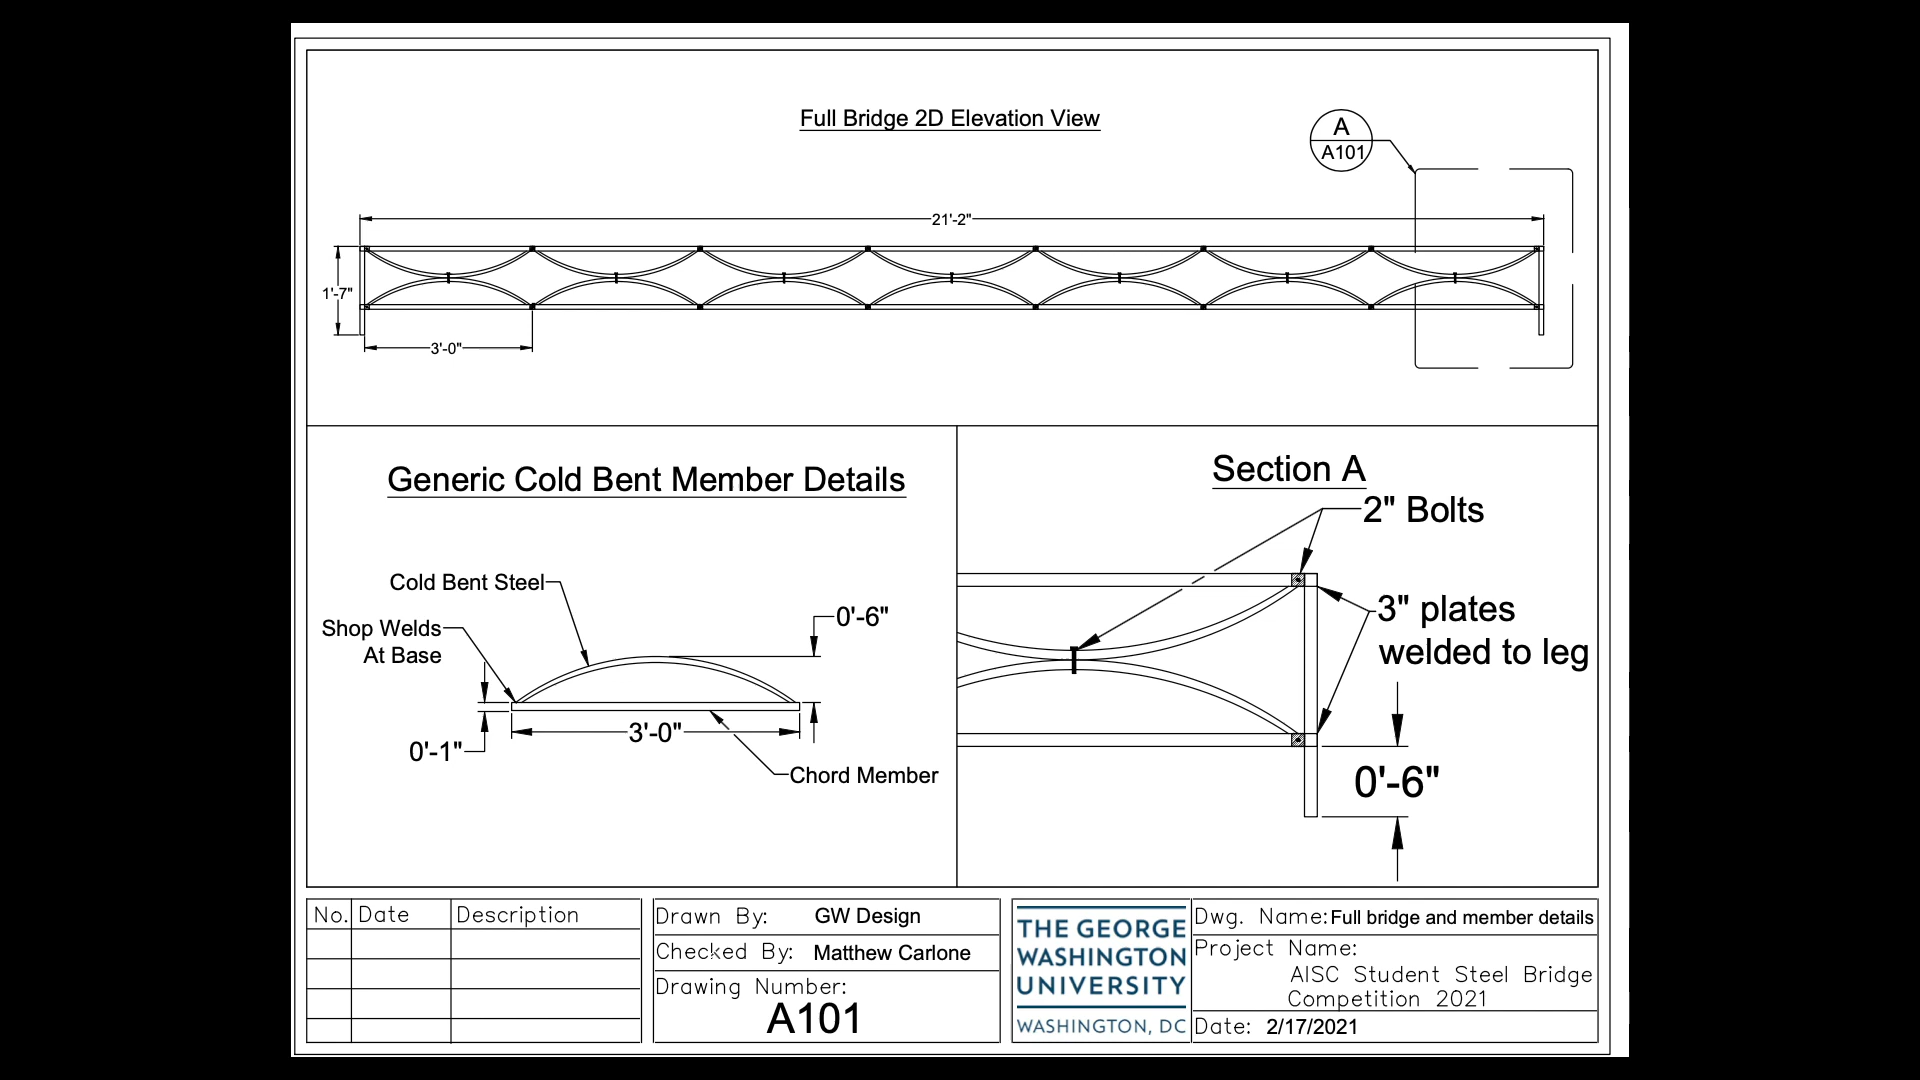 Full Bridge 2D Elevation View
A
A101
21'-2"
1'-7"
3'-0"
Generic Cold Bent Member Details
Cold Bent Steel
Shop Welds
At Base
0'-6"
3'-0"
0'-1"
Chord Member
Section A
2" Bolts
3" plates
welded to leg
0'-6"
No. Date Description
Drawn By: GW Design
Checked By: Matthew Carlone
Drawing Number:
A101
THE GEORGE
WASHINGTON
UNIVERSITY
WASHINGTON, DC
Dwg. Name: Full bridge and member details
Project Name:
AISC Student Steel Bridge
Competition 2021
Date: 2/17/2021